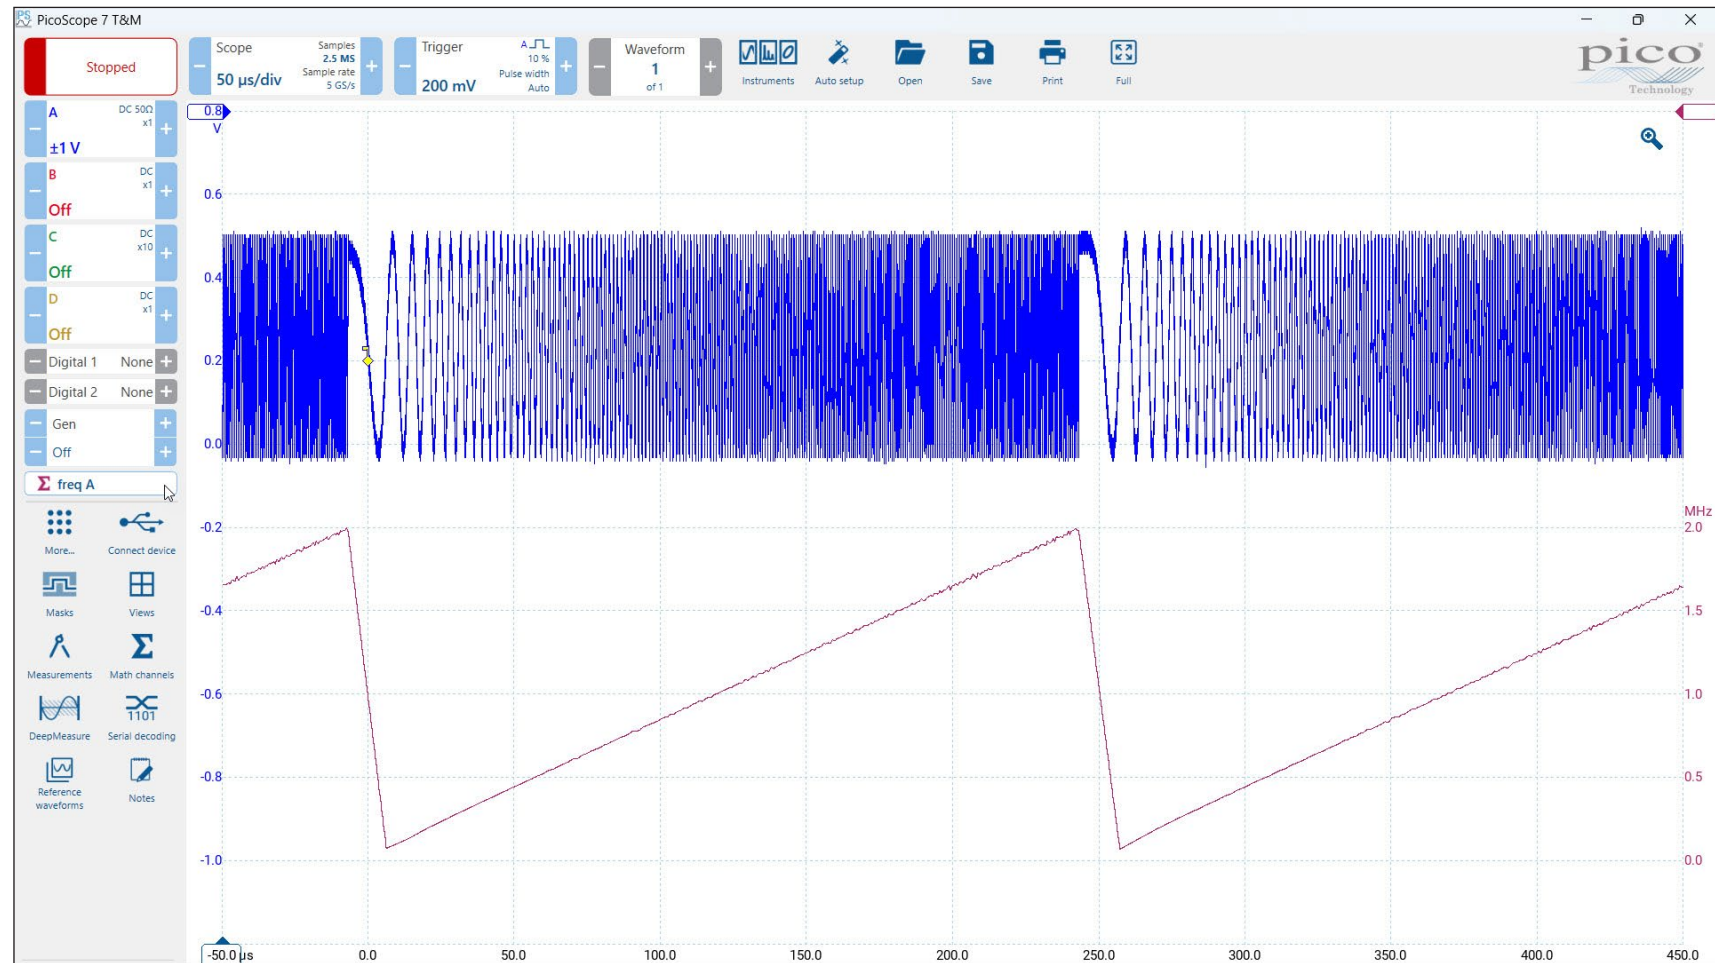 PicoScope 7 T&M
Stopped
Scope
50 µs/div
Samples
2.5 MS
Sample rate
5 GS/s
Trigger
200 mV
A
10 %
Pulse width
Auto
Waveform
1
of 1
Instruments
Auto setup
Open
Save
Print
Full
pico
Technology
A
DC 50Ω
x1
±1 V
B
DC
x1
Off
C
DC
x10
Off
D
DC
x1
Off
Digital 1 None
Digital 2 None
Gen
Off
Σ freq A
More...
Connect device
Masks
Views
Measurements
Math channels
DeepMeasure
1101
Serial decoding
Reference waveforms
Notes
0.8
V
0.6
0.4
0.2
0.0
-0.2
-0.4
-0.6
-0.8
-1.0
MHz
2.0
1.5
1.0
0.5
0.0
-50.0 µs
0.0
50.0
100.0
150.0
200.0
250.0
300.0
350.0
400.0
450.0